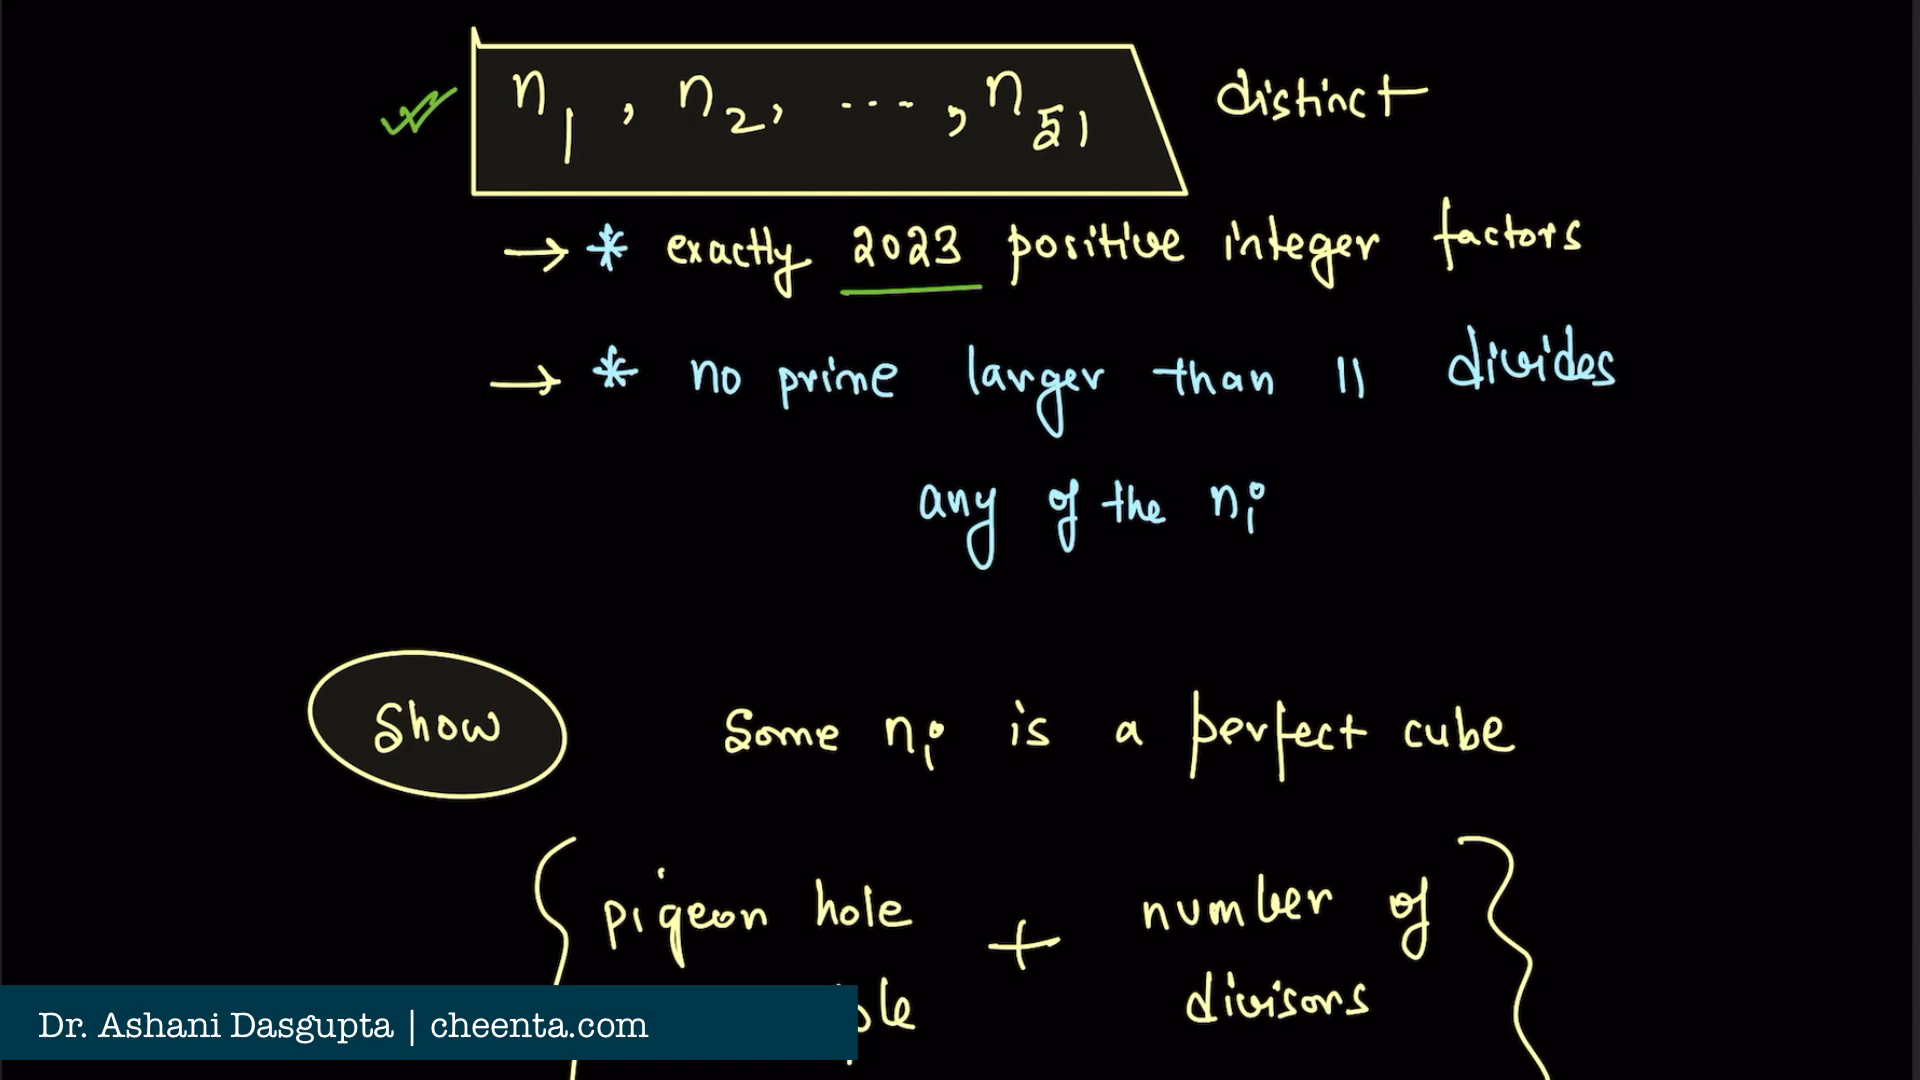 n₁, n₂, ...., n₅₁ distinct
→ * exactly 2023 positive integer factors
→ * no prime larger than 11 divides
any of the nᵢ
Show Some nᵢ is a perfect cube
pigeon hole + number of
divisors
Dr. Ashani Dasgupta | cheenta.com